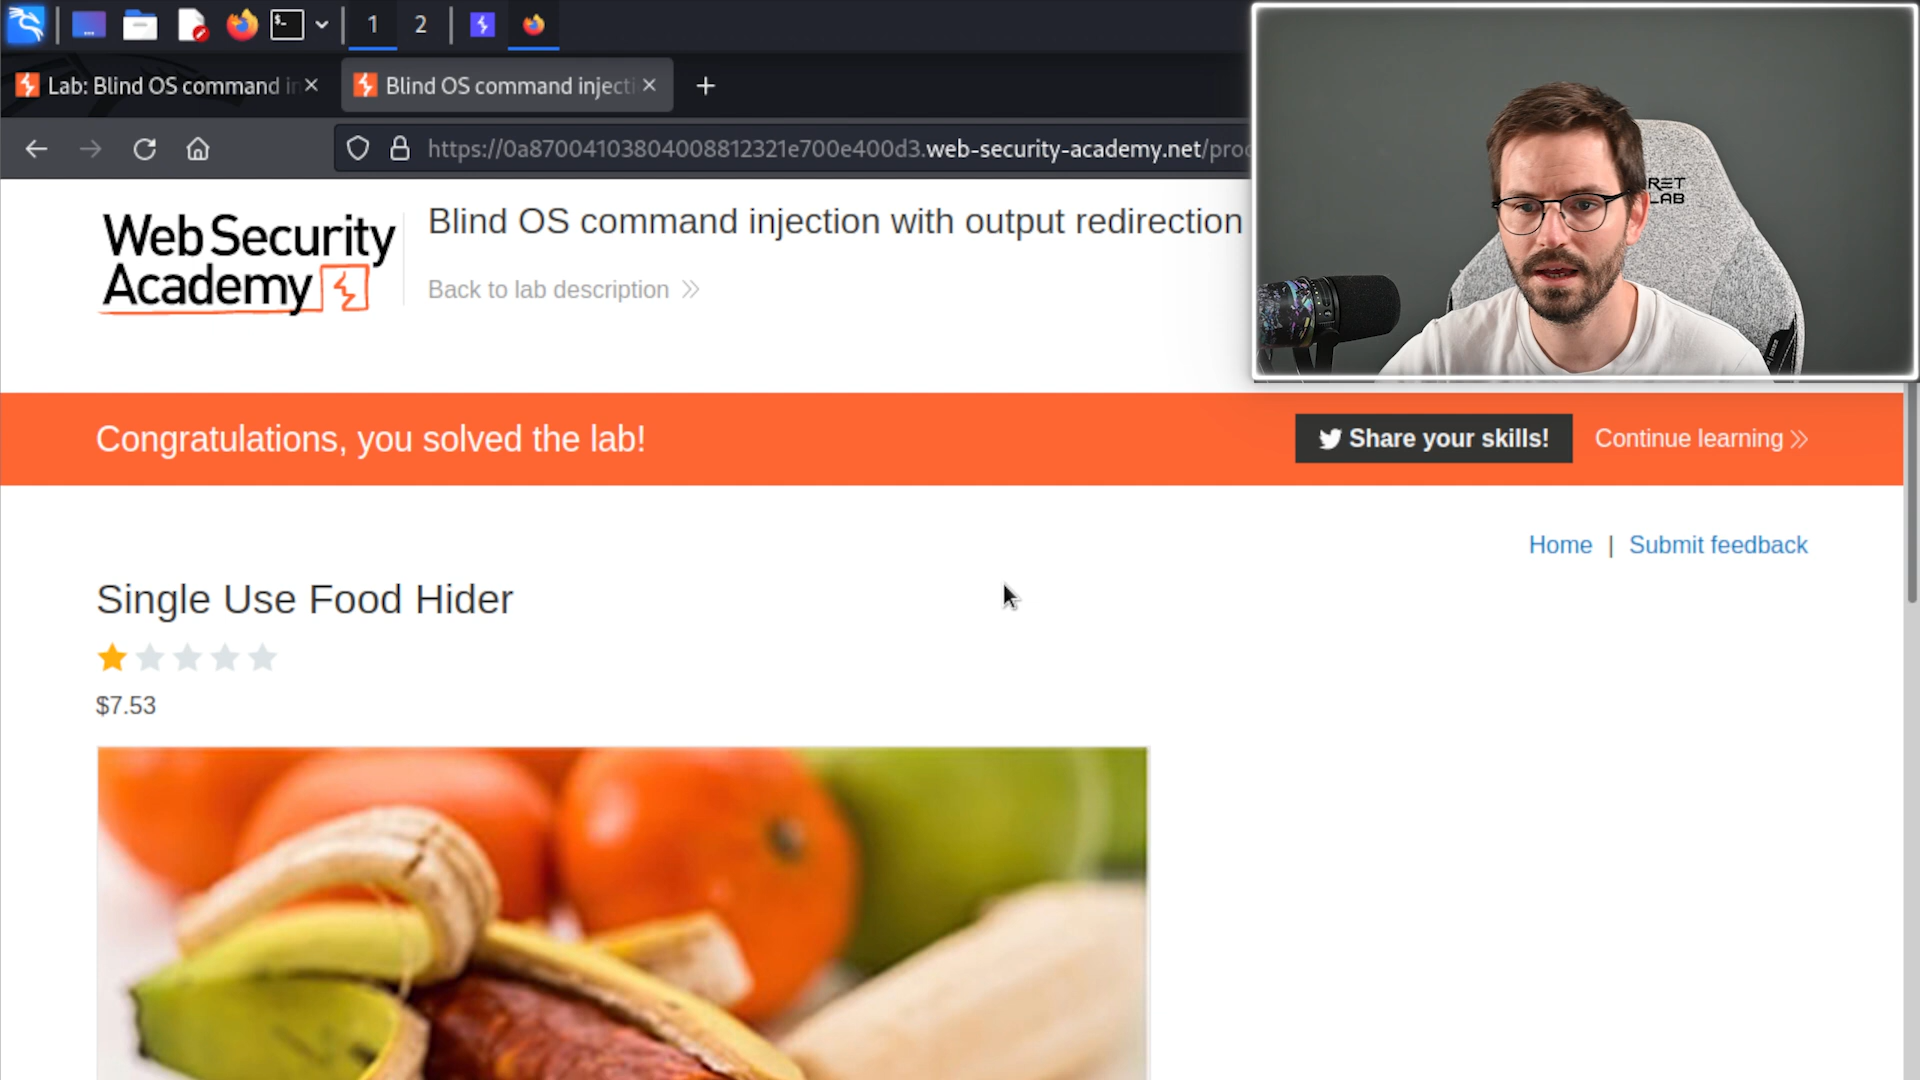 1 2
Lab: Blind OS command in
Blind OS command injecti
https://0a87004103804008812321e700e400d3.web-security-academy.net/proc
RET
LAB
Web Security
Academy
Blind OS command injection with output redirection
Back to lab description
Congratulations, you solved the lab!
Share your skills!
Continue learning
Home | Submit feedback
Single Use Food Hider
$7.53